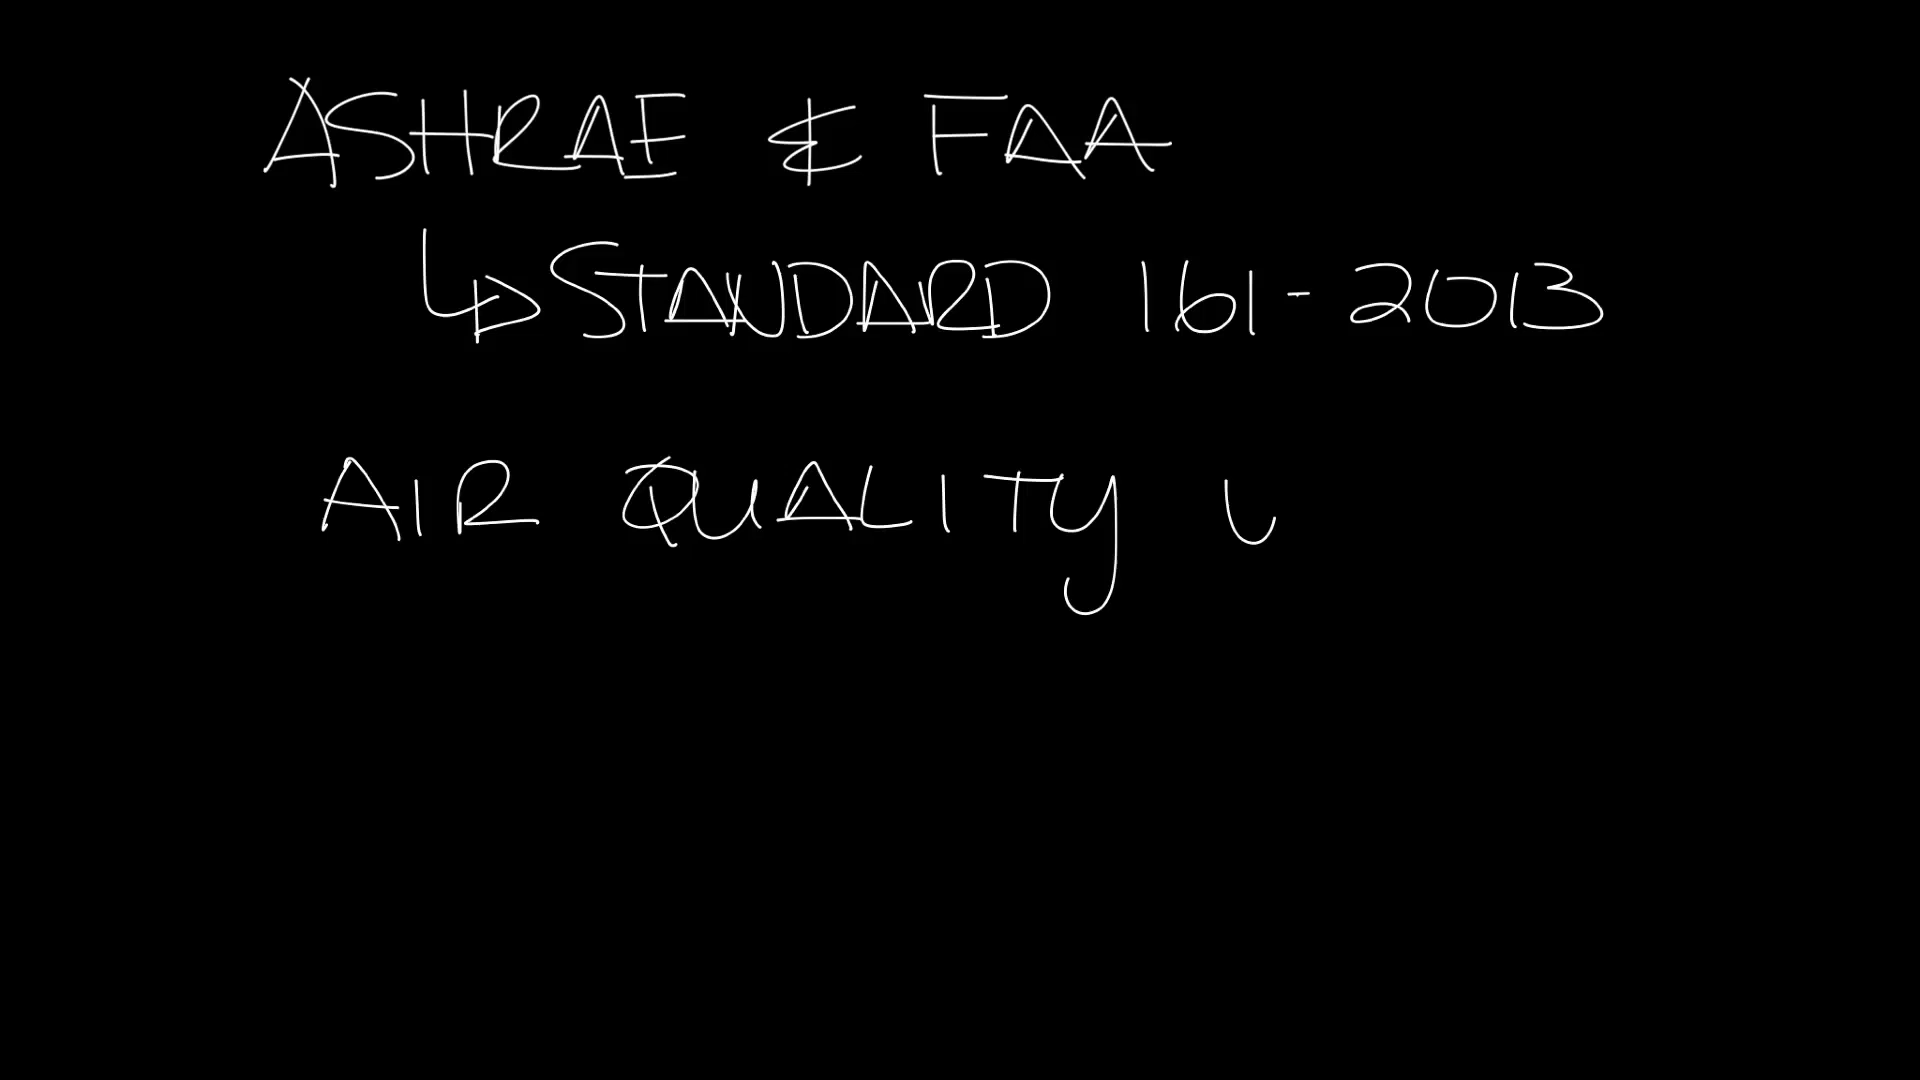 ASHRAE & FAA
↳ STANDARD 161-2013
AIR QUALITY